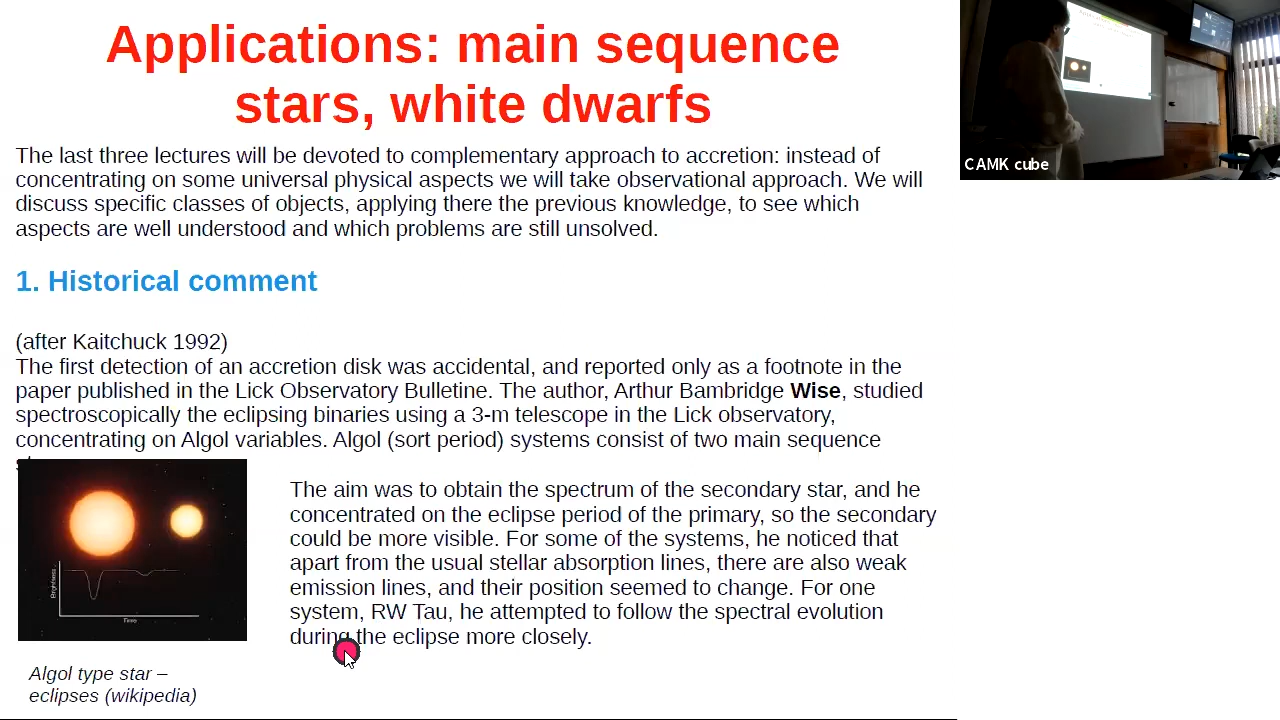 Applications: main sequence
stars, white dwarfs
The last three lectures will be devoted to complementary approach to accretion: instead of
concentrating on some universal physical aspects we will take observational approach. We will
discuss specific classes of objects, applying there the previous knowledge, to see which
aspects are well understood and which problems are still unsolved.
1. Historical comment
(after Kaitchuck 1992)
The first detection of an accretion disk was accidental, and reported only as a footnote in the
paper published in the Lick Observatory Bulletine. The author, Arthur Bambridge Wise, studied
spectroscopically the eclipsing binaries using a 3-m telescope in the Lick observatory,
concentrating on Algol variables. Algol (sort period) systems consist of two main sequence
The aim was to obtain the spectrum of the secondary star, and he
concentrated on the eclipse period of the primary, so the secondary
could be more visible. For some of the systems, he noticed that
apart from the usual stellar absorption lines, there are also weak
emission lines, and their position seemed to change. For one
system, RW Tau, he attempted to follow the spectral evolution
during the eclipse more closely.
Brightness
Algol type star –
eclipses (wikipedia)
CAMK cube